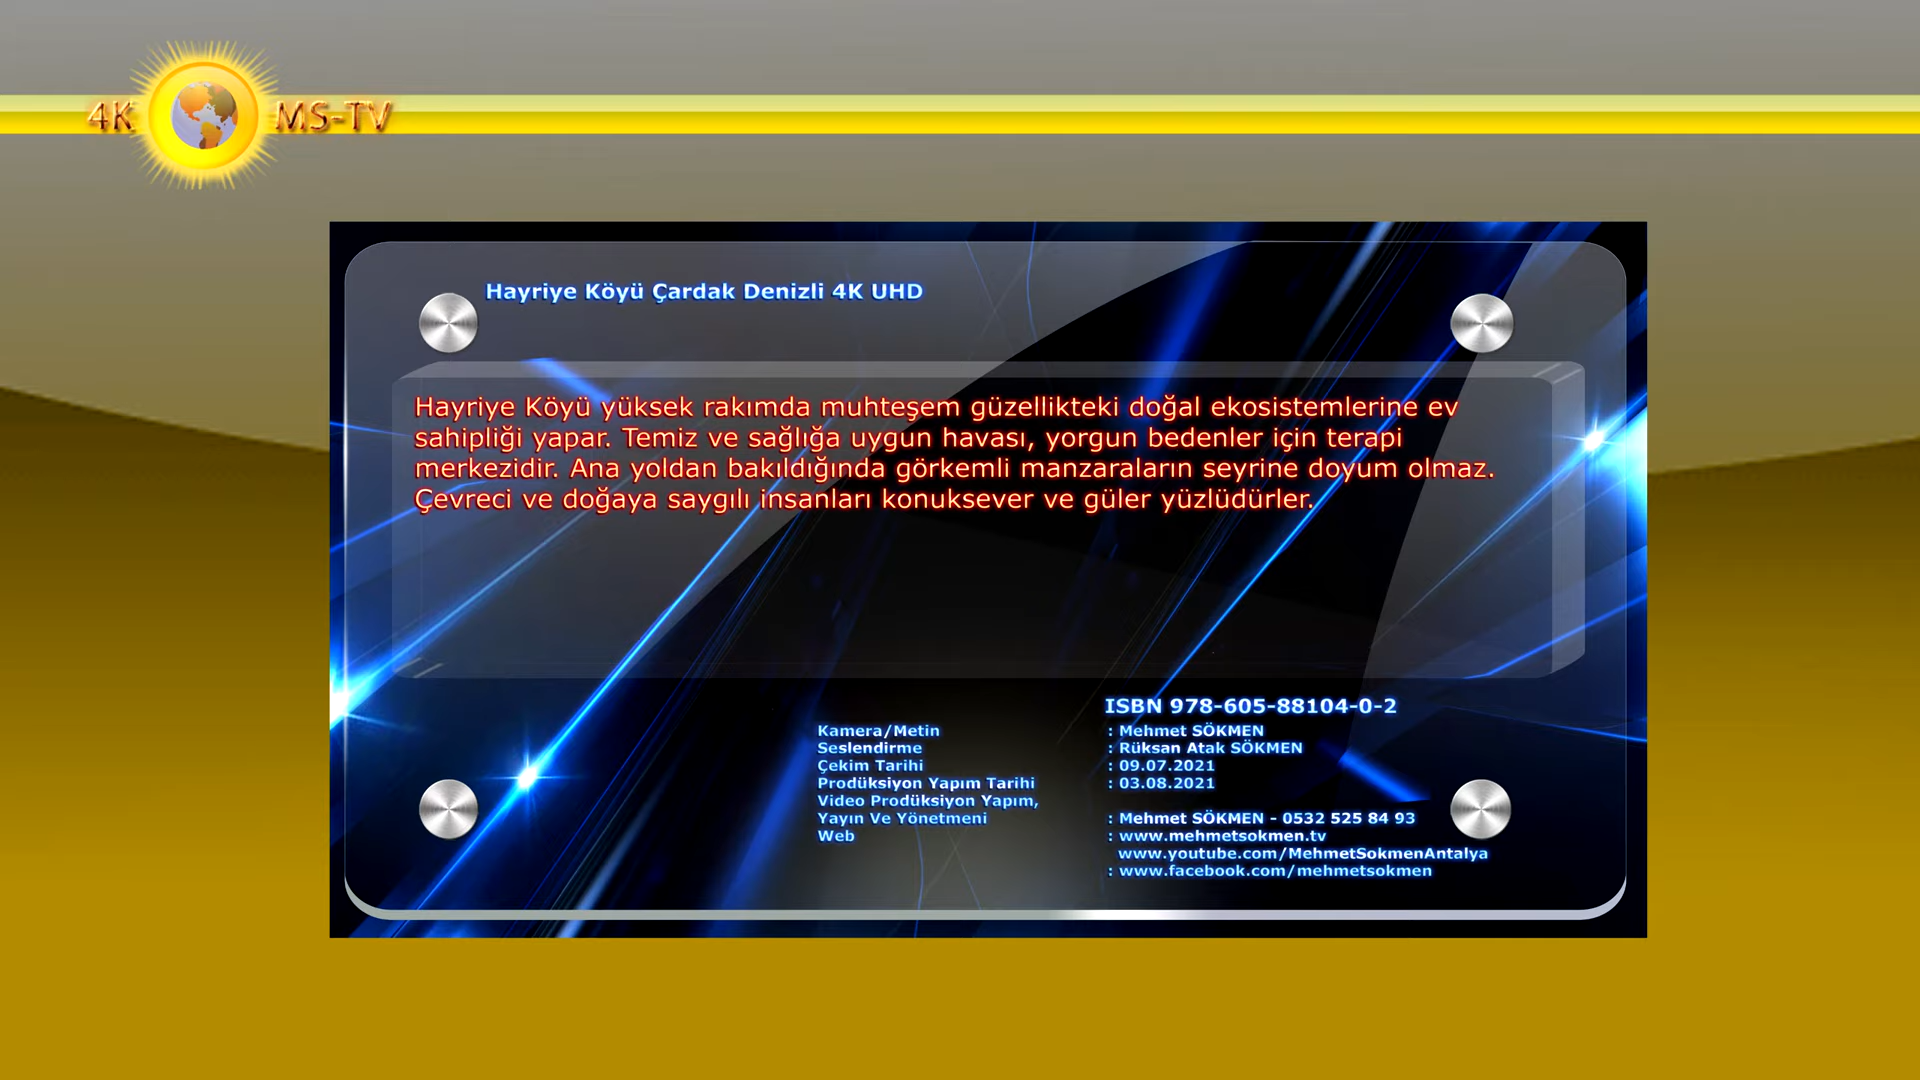 4K MS-TV
Hayriye Köyü Çardak Denizli 4K UHD
Hayriye Köyü yüksek rakımda muhteşem güzellikteki doğal ekosistemlerine ev
sahipliği yapar. Temiz ve sağlığa uygun havası, yorgun bedenler için terapi
merkezidir. Ana yoldan bakıldığında görkemli manzaraların seyrine doyum olmaz.
Çevreci ve doğaya saygılı insanları konuksever ve güler yüzlüdürler.
ISBN 978-605-88104-0-2
Kamera/Metin : Mehmet SÖKMEN
Seslendirme : Rüksan Atak SÖKMEN
Çekim Tarihi : 09.07.2021
Prodüksiyon Yapım Tarihi : 03.08.2021
Video Prodüksiyon Yapım,
Yayın Ve Yönetmeni : Mehmet SÖKMEN - 0532 525 84 93
Web : www.mehmetsokmen.tv
www.youtube.com/MehmetSokmenAntalya
: www.facebook.com/mehmetsokmen